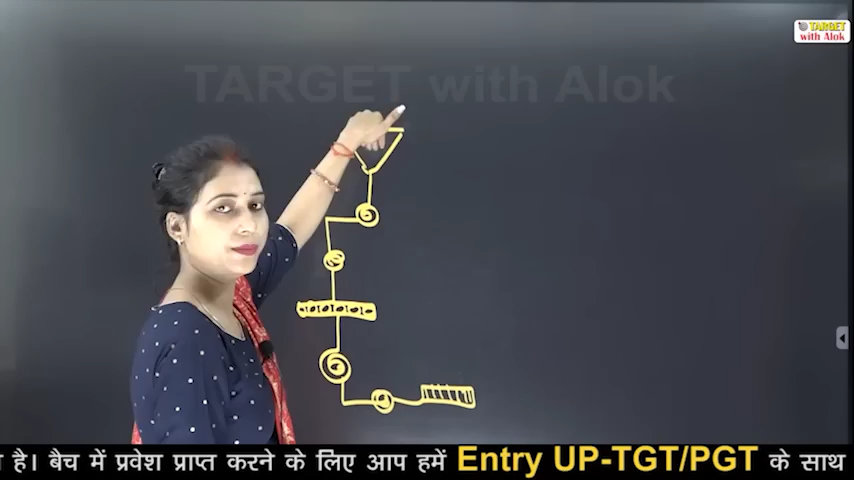 TARGET
with Alok
TARGET with Alok
है। बैच में प्रवेश प्राप्त करने के लिए आप हमें Entry UP-TGT/PGT के साथ